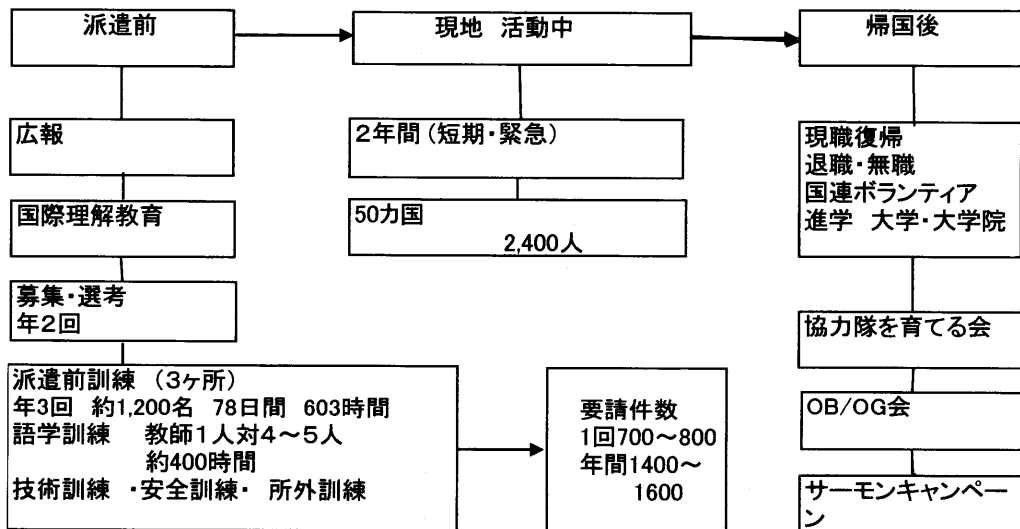 派遣前
現地 活動中
帰国後
広報
国際理解教育
募集・選考
年2回
派遣前訓練 (3ヶ所)
年3回 約1,200名 78日間 603時間
語学訓練 教師1人対4～5人
約400時間
技術訓練 ・安全訓練・ 所外訓練
2年間(短期・緊急)
50カ国
2,400人
要請件数
1回700～800
年間1400～
1600
現職復帰
退職・無職
国連ボランティア
進学 大学・大学院
協力隊を育てる会
OB/OG会
サーモンキャンペー
ン